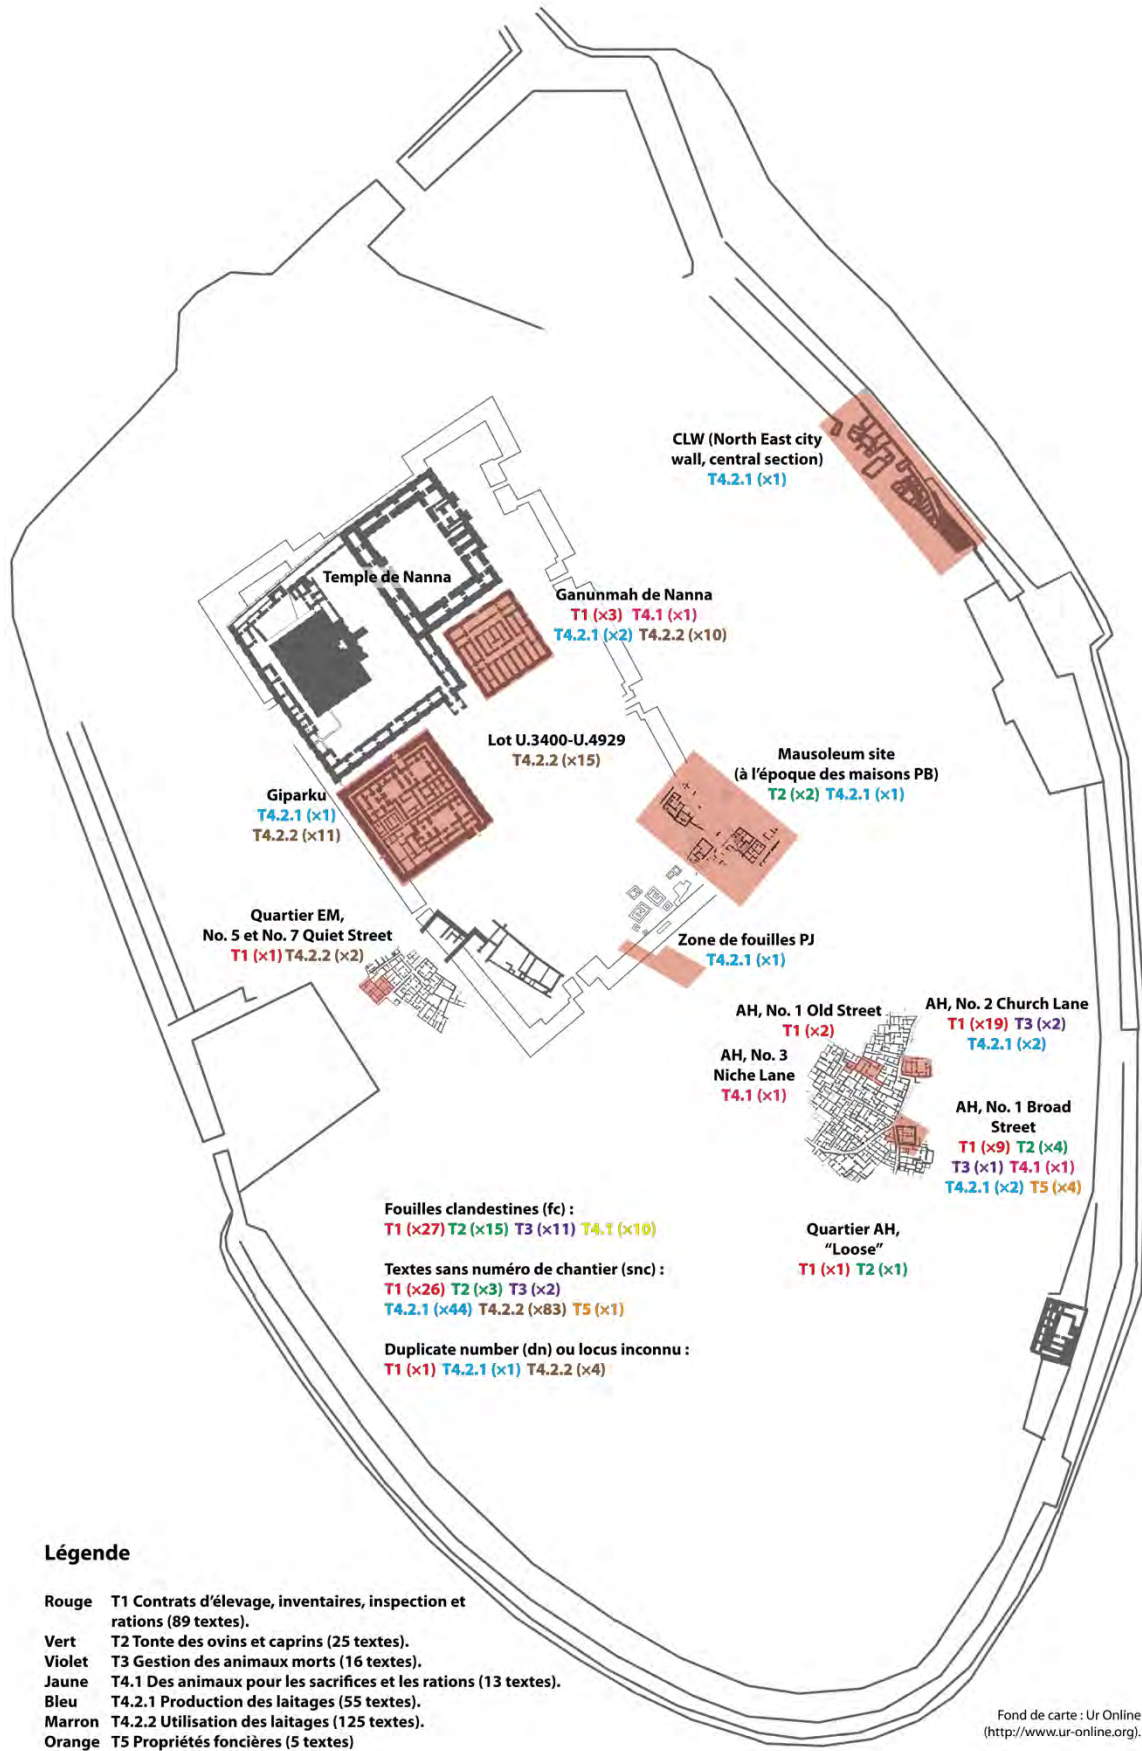 CLW (North East city
wall, central section)
T4.2.1 (×1)
Temple de Nanna
Ganunmah de Nanna
T1 (×3) T4.1 (×1)
T4.2.1 (×2) T4.2.2 (×10)
Lot U.3400-U.4929
T4.2.2 (×15)
Mausoleum site
(à l'époque des maisons PB)
T2 (×2) T4.2.1 (×1)
Giparku
T4.2.1 (×1)
T4.2.2 (×11)
Quartier EM,
No. 5 et No. 7 Quiet Street
T1 (×1) T4.2.2 (×2)
Zone de fouilles PJ
T4.2.1 (×1)
AH, No. 1 Old Street
T1 (×2)
AH, No. 2 Church Lane
T1 (×19) T3 (×2)
T4.2.1 (×2)
AH, No. 3
Niche Lane
T4.1 (×1)
AH, No. 1 Broad
Street
T1 (×9) T2 (×4)
T3 (×1) T4.1 (×1)
T4.2.1 (×2) T5 (×4)
Quartier AH,
“Loose”
T1 (×1) T2 (×1)
Fouilles clandestines (fc) :
T1 (×27) T2 (×15) T3 (×11) T4.1 (×10)
Textes sans numéro de chantier (snc) :
T1 (×26) T2 (×3) T3 (×2)
T4.2.1 (×44) T4.2.2 (×83) T5 (×1)
Duplicate number (dn) ou locus inconnu :
T1 (×1) T4.2.1 (×1) T4.2.2 (×4)
Légende
Rouge T1 Contrats d'élevage, inventaires, inspection et
rations (89 textes).
Vert T2 Tonte des ovins et caprins (25 textes).
Violet T3 Gestion des animaux morts (16 textes).
Jaune T4.1 Des animaux pour les sacrifices et les rations (13 textes).
Bleu T4.2.1 Production des laitages (55 textes).
Marron T4.2.2 Utilisation des laitages (125 textes).
Orange T5 Propriétés foncières (5 textes)
Fond de carte : Ur Online
(http://www.ur-online.org).